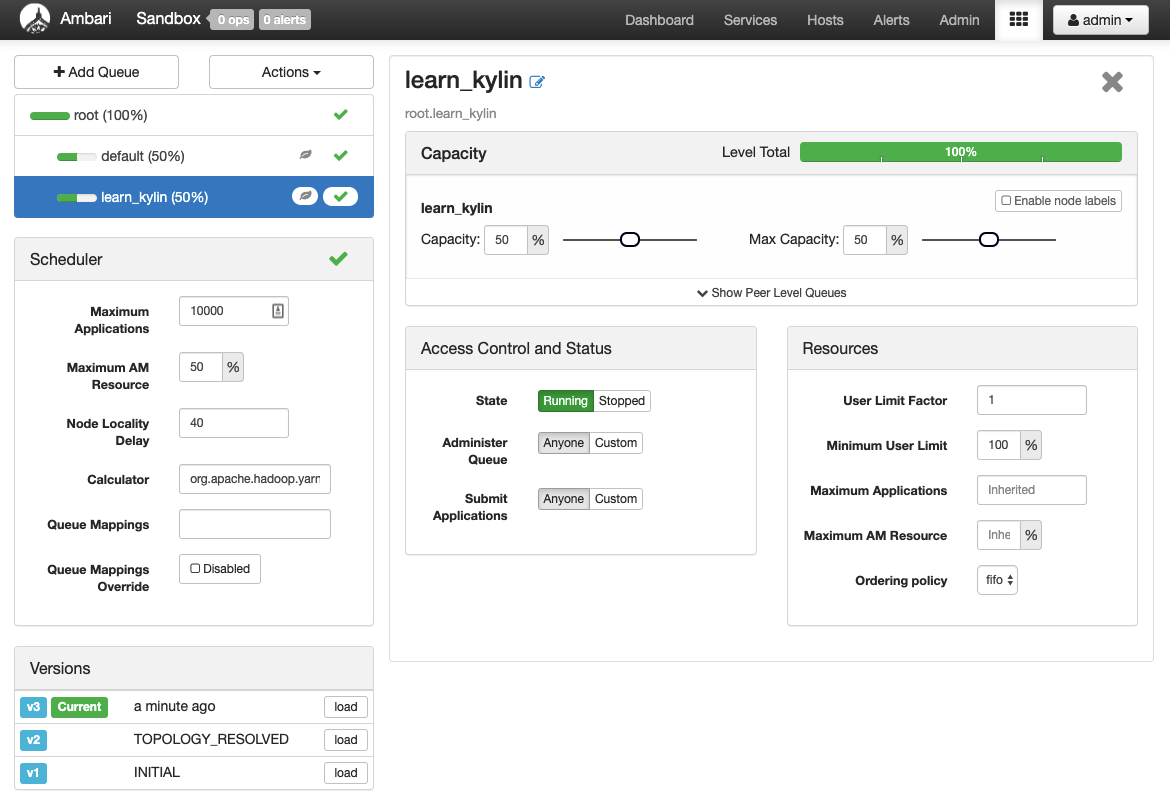 Ambari Sandbox 0 ops 0 alerts Dashboard Services Hosts Alerts Admin admin
Add Queue Actions
root (100%)
default (50%)
learn_kylin (50%)
Scheduler
Maximum Applications 10000
Maximum AM Resource 50 %
Node Locality Delay 40
Calculator org.apache.hadoop.yarn
Queue Mappings
Queue Mappings Override Disabled
Versions
v3 Current a minute ago load
v2 TOPOLOGY_RESOLVED load
v1 INITIAL load
learn_kylin
root.learn_kylin
Capacity Level Total 100%
learn_kylin Enable node labels
Capacity: 50 % Max Capacity: 50 %
Show Peer Level Queues
Access Control and Status
State Running Stopped
Administer Queue Anyone Custom
Submit Applications Anyone Custom
Resources
User Limit Factor 1
Minimum User Limit 100 %
Maximum Applications Inherited
Maximum AM Resource Inhe %
Ordering policy fifo